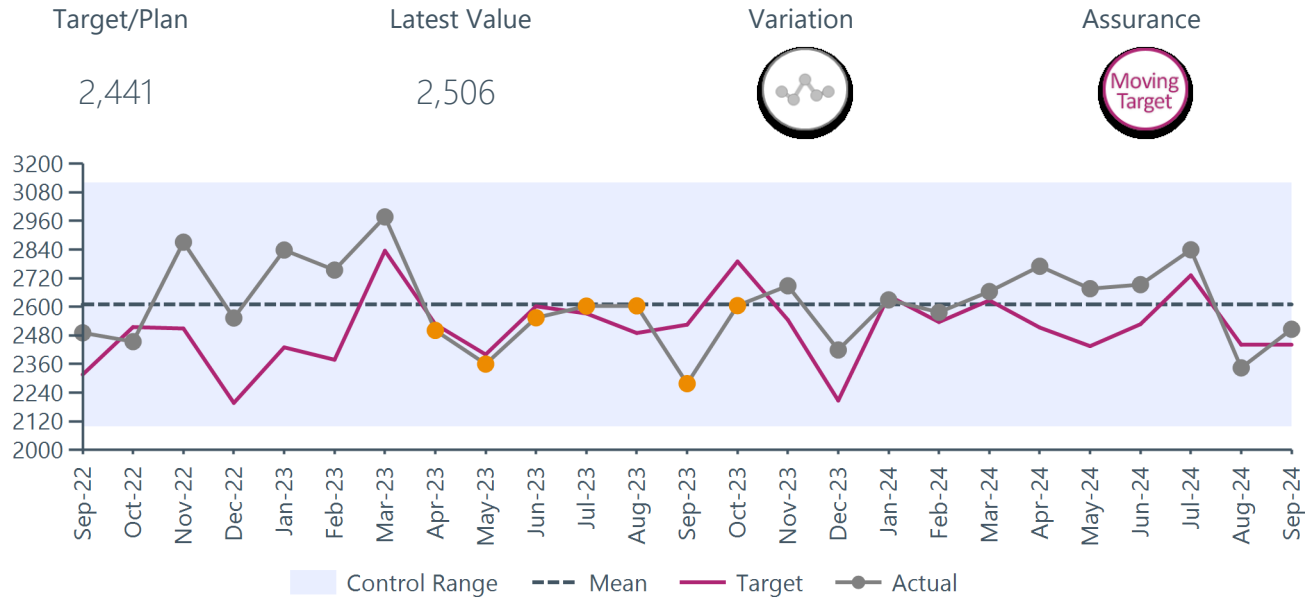 Target/Plan Latest Value Variation Assurance
2,441 2,506 Moving Target
3200
3080
2960
2840
2720
2600
2480
2360
2240
2120
2000
Sep-22 Oct-22 Nov-22 Dec-22 Jan-23 Feb-23 Mar-23 Apr-23 May-23 Jun-23 Jul-23 Aug-23 Sep-23 Oct-23 Nov-23 Dec-23 Jan-24 Feb-24 Mar-24 Apr-24 May-24 Jun-24 Jul-24 Aug-24 Sep-24
Control Range Mean Target Actual